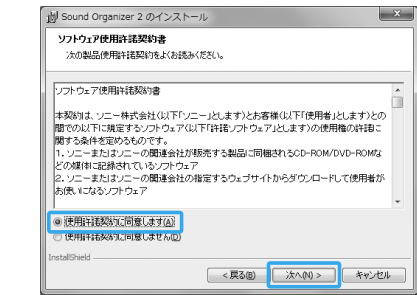 Sound Organizer 2 のインストール
ソフトウェア使用許諾契約書
次の製品使用許諾契約をよくお読みください。
ソフトウェア使用許諾契約書
本契約は、ソニー株式会社(以下｢ソニー｣とします)とお客様(以下｢使用者｣とします)との
間での以下に規定するソフトウェア(以下｢許諾ソフトウェア｣とします)の使用権の許諾に
関する条件を定めるものです。
1. ソニーまたはソニーの関連会社が販売する製品に同梱されるCD-ROM/DVD-ROMな
どの媒体に記録されているソフトウェア
2. ソニーまたはソニーの関連会社の指定するウェブサイトからダウンロードして使用者が
お使いになるソフトウェア
使用許諾契約に同意します(A)
使用許諾契約に同意しません(D)
InstallShield
< 戻る(B) 次へ(N) > キャンセル